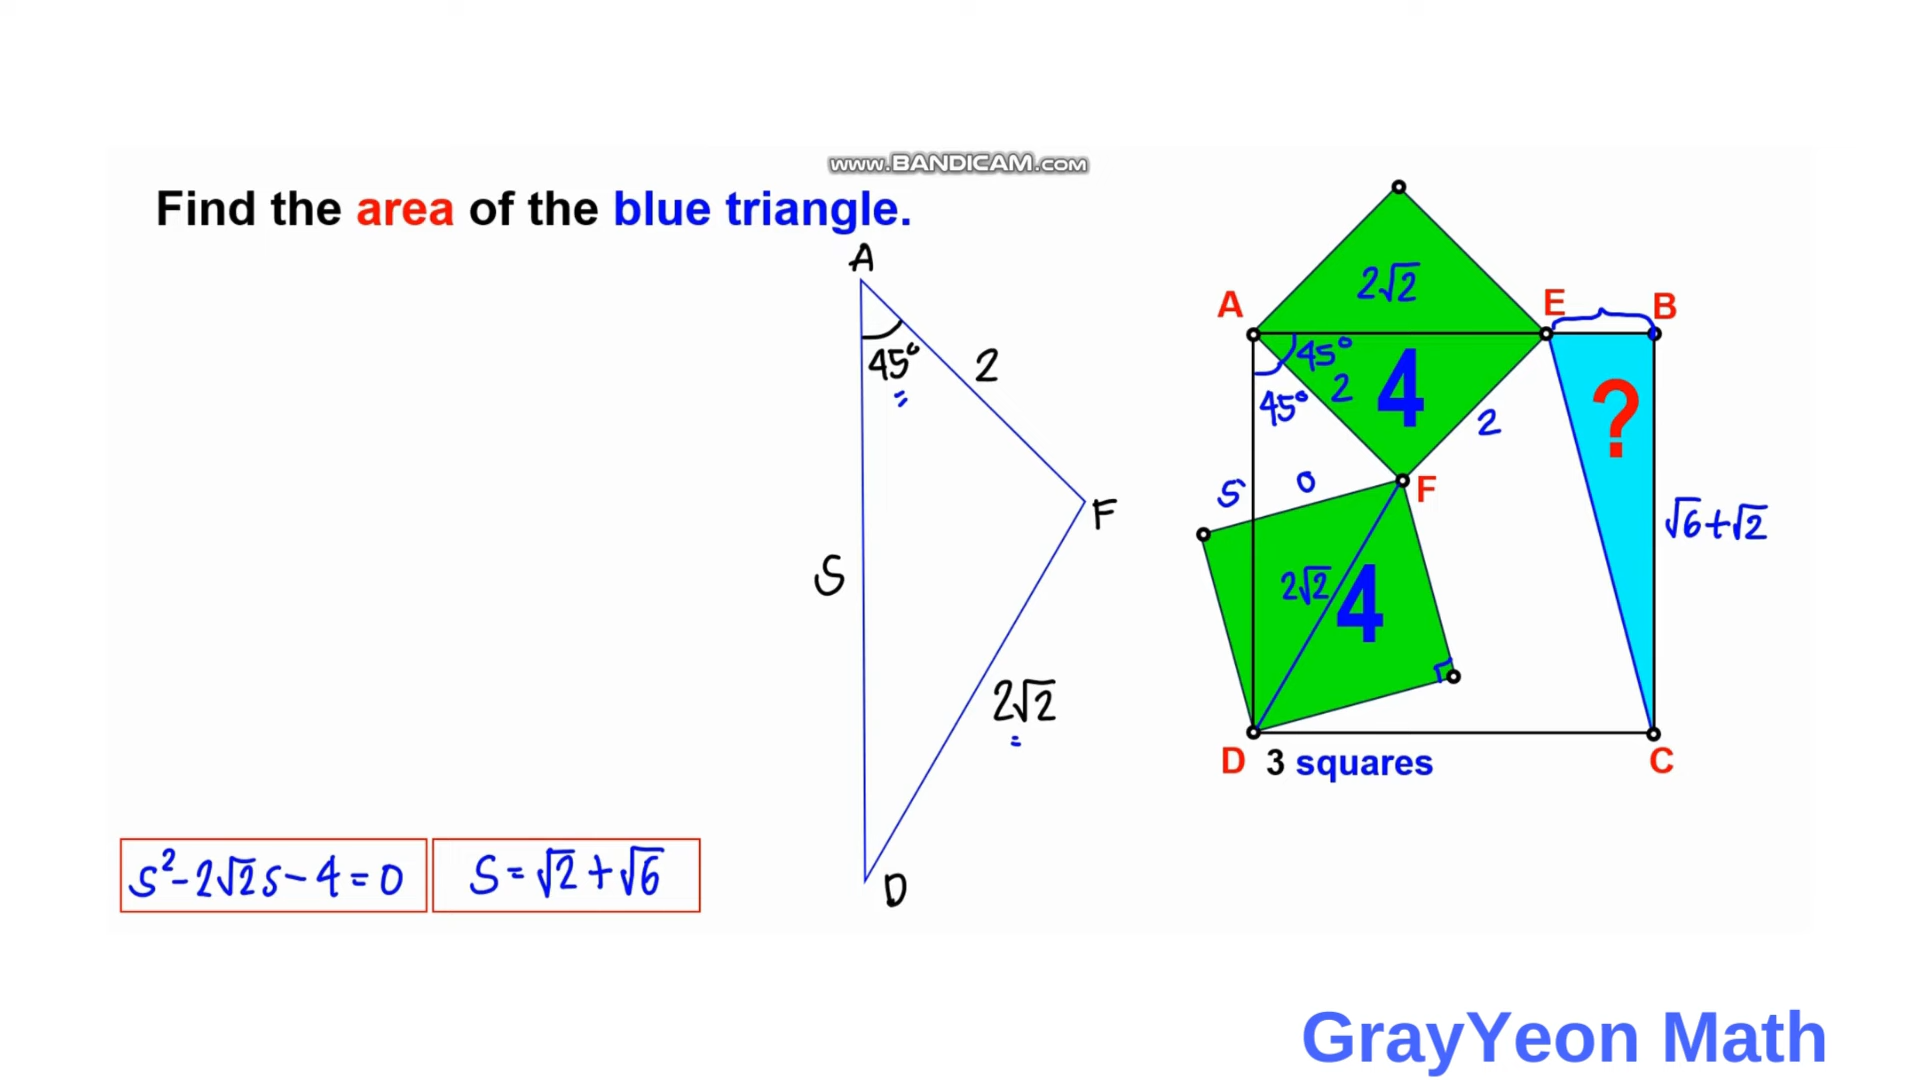 www.BANDICAM.com
Find the area of the blue triangle.
A
45°
=
2
F
S
2√2
=
D
s²-2√2s-4=0
S=√2+√6
2√2
A
E
B
45°
45°
2
4
2
?
S
0
F
√6+√2
2√2
4
D
3 squares
C
GrayYeon Math